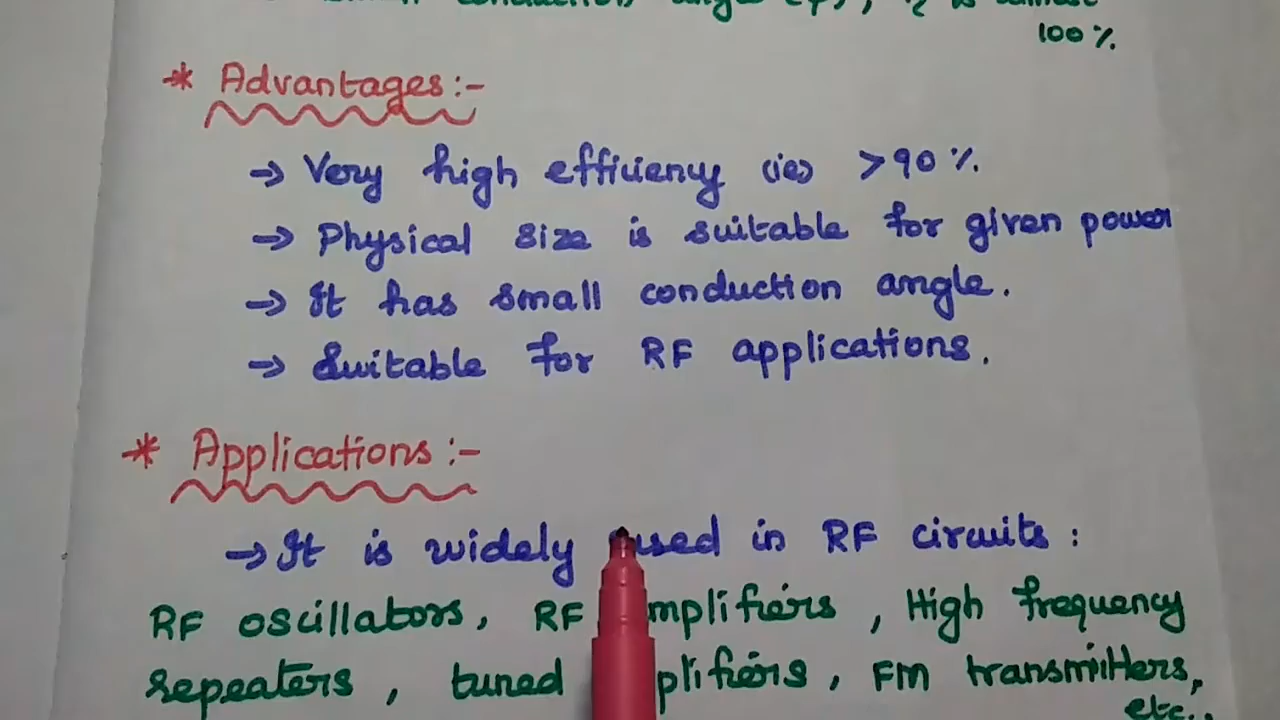 100%.
* Advantages:-
→ Very high efficiency (ie) >90%.
→ Physical size is suitable for given power
→ It has small conduction angle.
→ Suitable for RF applications.
* Applications:-
→ It is widely used in RF circuits:
RF oscillators, RF mplifiers, High frequency
repeaters, tuned plifiers, FM transmitters,
etc..